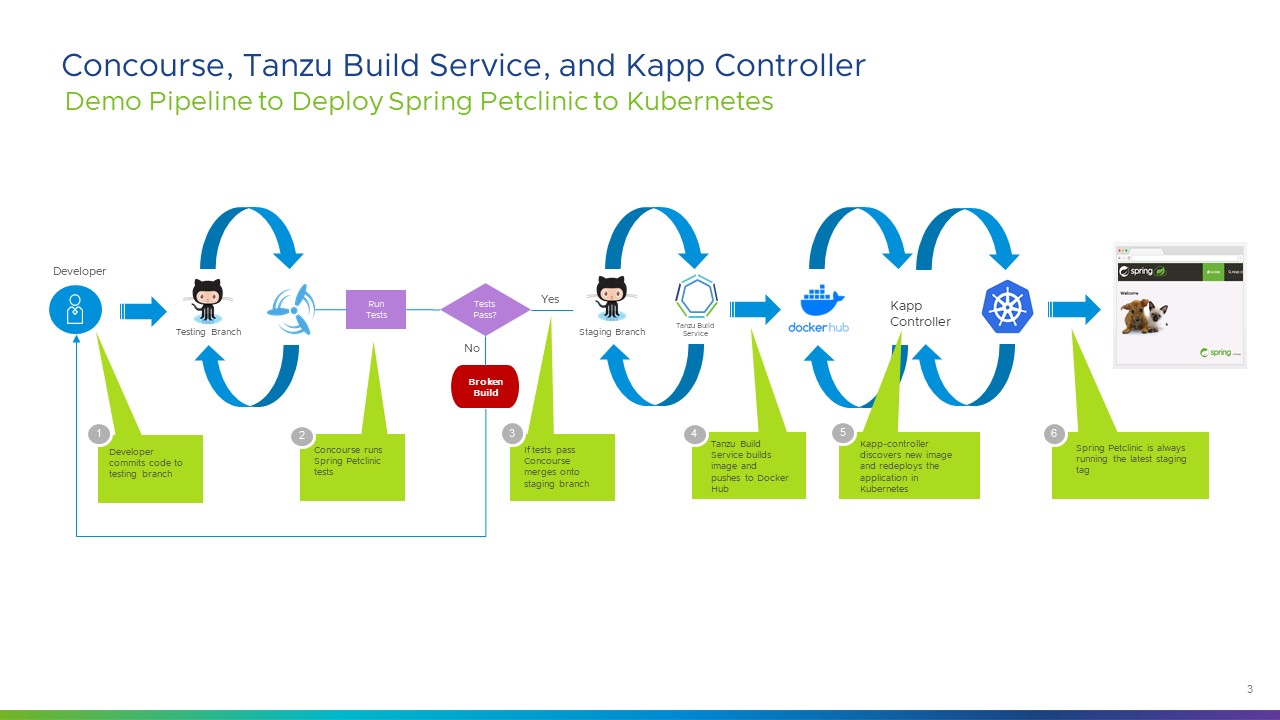 Concourse, Tanzu Build Service, and Kapp Controller
Demo Pipeline to Deploy Spring Petclinic to Kubernetes
Developer
Testing Branch
Run
Tests
Tests
Pass?
Yes
No
Broken
Build
Staging Branch
Tanzu Build
Service
dockerhub
Kapp
Controller
spring
Welcome
spring
1
Developer
commits code to
testing branch
2
Concourse runs
Spring Petclinic
tests
3
If tests pass
Concourse
merges onto
staging branch
4
Tanzu Build
Service builds
image and
pushes to Docker
Hub
5
Kapp-controller
discovers new image
and redeploys the
application in
Kubernetes
6
Spring Petclinic is always
running the latest staging
tag
3